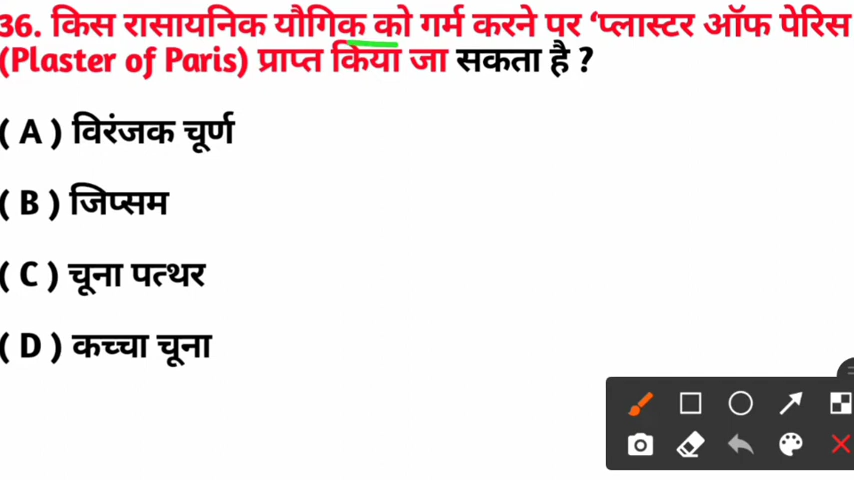 36. किस रासायनिक यौगिक को गर्म करने पर ‘प्लास्टर ऑफ पेरिस
(Plaster of Paris) प्राप्त किया जा सकता है ?
( A ) विरंजक चूर्ण
( B ) जिप्सम
( C ) चूना पत्थर
( D ) कच्चा चूना